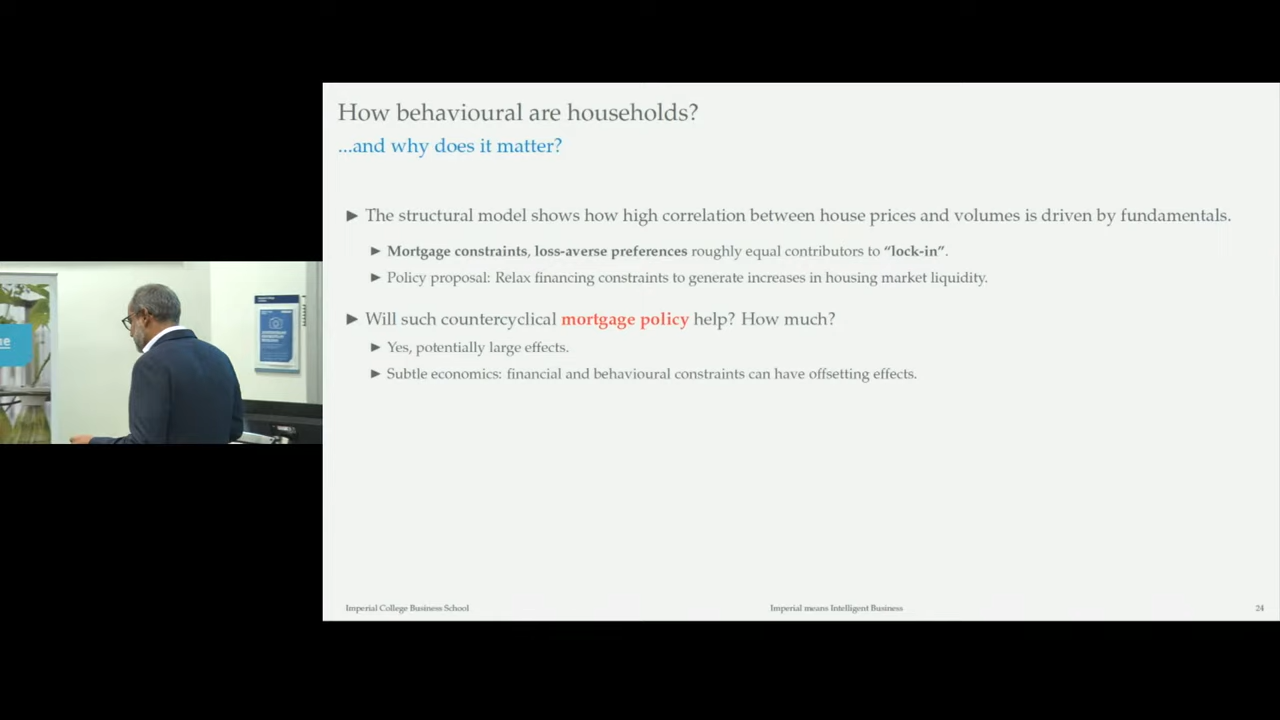 How behavioural are households?
...and why does it matter?
► The structural model shows how high correlation between house prices and volumes is driven by fundamentals.
► Mortgage constraints, loss-averse preferences roughly equal contributors to “lock-in”.
► Policy proposal: Relax financing constraints to generate increases in housing market liquidity.
► Will such countercyclical mortgage policy help? How much?
► Yes, potentially large effects.
► Subtle economics: financial and behavioural constraints can have offsetting effects.
Imperial College Business School
Imperial means Intelligent Business
24